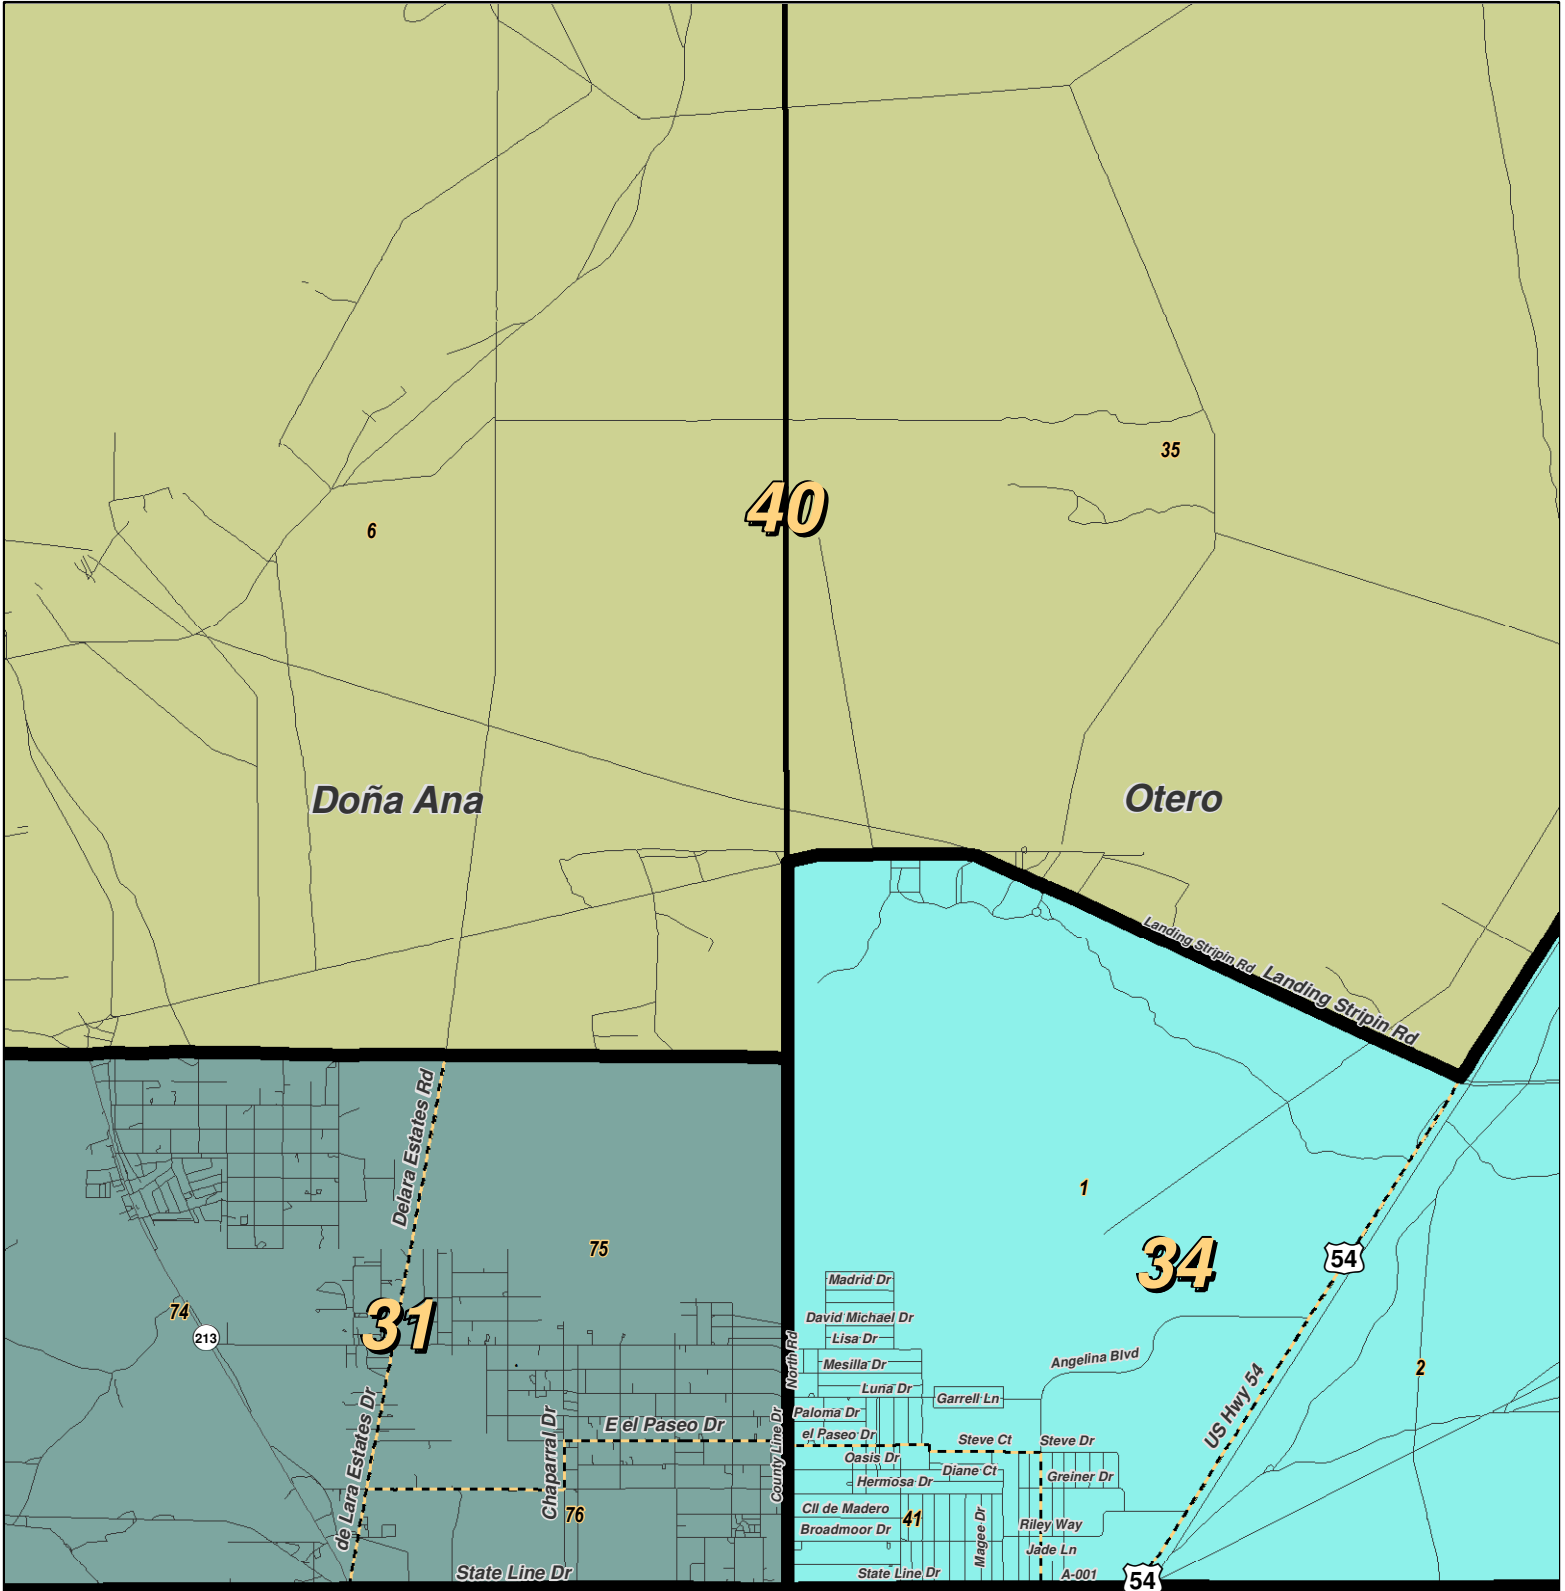 35
40
6
Doña Ana
Otero
Landing Stripin Rd
Landing Stripin Rd
Delara Estates Rd
1
75
54
34
Madrid Dr
74
31
David Michael Dr
213
Lisa Dr
North Rd
Angelina Blvd
Mesilla Dr
2
Luna Dr
Garrell Ln
US Hwy 54
de Lara Estates Dr
Chaparral Dr
E el Paseo Dr
Paloma Dr
County Line Dr
el Paseo Dr
Steve Ct
Steve Dr
Oasis Dr
Diane Ct
Greiner Dr
Hermosa Dr
Cll de Madero
41
76
Magee Dr
Riley Way
Broadmoor Dr
Jade Ln
State Line Dr
State Line Dr
A-001
54